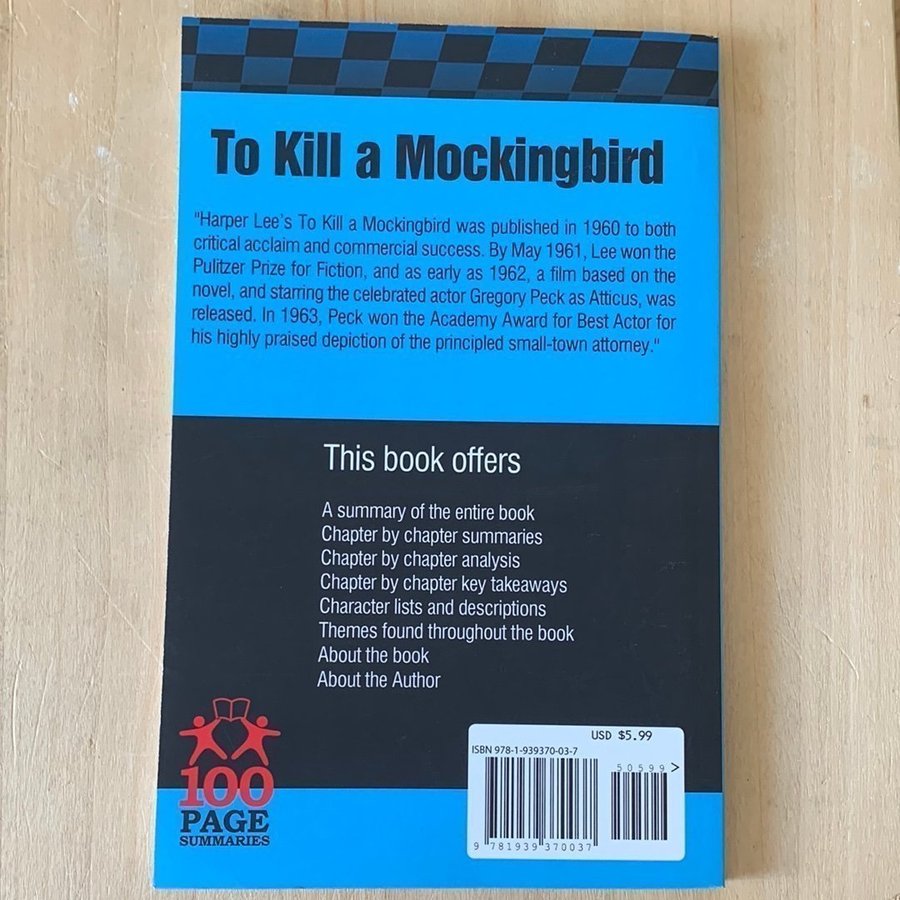 To Kill a Mockingbird
"Harper Lee's To Kill a Mockingbird was published in 1960 to both
critical acclaim and commercial success. By May 1961, Lee won the
Pulitzer Prize for Fiction, and as early as 1962, a film based on the
novel, and starring the celebrated actor Gregory Peck as Atticus, was
released. In 1963, Peck won the Academy Award for Best Actor for
his highly praised depiction of the principled small-town attorney."
This book offers
A summary of the entire book
Chapter by chapter summaries
Chapter by chapter analysis
Chapter by chapter key takeaways
Character lists and descriptions
Themes found throughout the book
About the book
About the Author
100
PAGE
SUMMARIES
USD $5.99
ISBN 978-1-939370-03-7
50599>
9 781939 370037